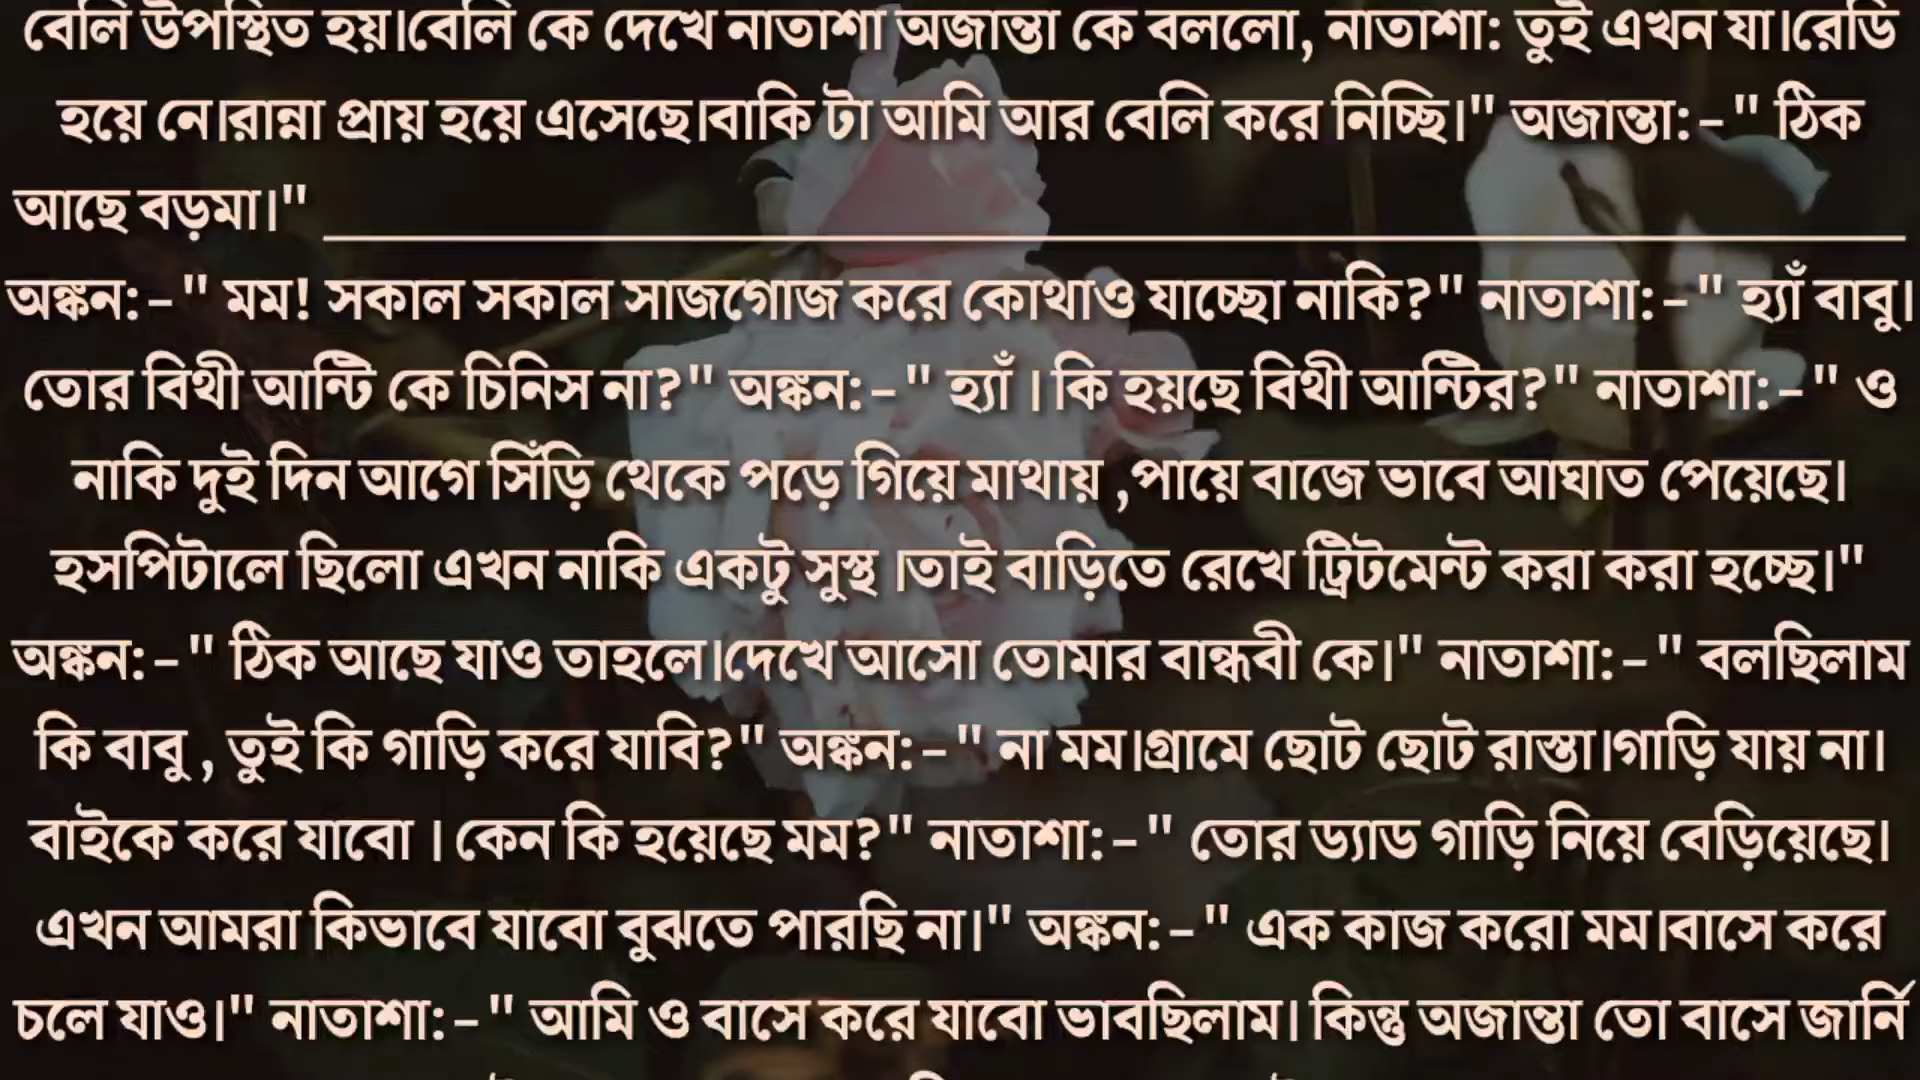 বেলি উপস্থিত হয়।বেলি কে দেখে নাতাশা অজান্তা কে বললো, নাতাশা: তুই এখন যা।রেডি
হয়ে নে।রান্না প্রায় হয়ে এসেছে।বাকি টা আমি আর বেলি করে নিচ্ছি।" অজান্তা:–" ঠিক
আছে বড়মা।" ____________________
অঙ্কন:–" মম! সকাল সকাল সাজগোজ করে কোথাও যাচ্ছো নাকি?" নাতাশা:–" হ্যাঁ বাবু।
তোর বিথী আন্টি কে চিনিস না?" অঙ্কন:–" হ্যাঁ । কি হয়ছে বিথী আন্টির?" নাতাশা:–" ও
নাকি দুই দিন আগে সিঁড়ি থেকে পড়ে গিয়ে মাথায় ,পায়ে বাজে ভাবে আঘাত পেয়েছে।
হসপিটালে ছিলো এখন নাকি একটু সুস্থ ।তাই বাড়িতে রেখে ট্রিটমেন্ট করা করা হচ্ছে।"
অঙ্কন:–" ঠিক আছে যাও তাহলে।দেখে আসো তোমার বান্ধবী কে।" নাতাশা:–" বলছিলাম
কি বাবু , তুই কি গাড়ি করে যাবি?" অঙ্কন:–" না মম।গ্রামে ছোট ছোট রাস্তা।গাড়ি যায় না।
বাইকে করে যাবো । কেন কি হয়েছে মম?" নাতাশা:–" তোর ড্যাড গাড়ি নিয়ে বেড়িয়েছে।
এখন আমরা কিভাবে যাবো বুঝতে পারছি না।" অঙ্কন:–" এক কাজ করো মম।বাসে করে
চলে যাও।" নাতাশা:–" আমি ও বাসে করে যাবো ভাবছিলাম। কিন্তু অজান্তা তো বাসে জার্নি